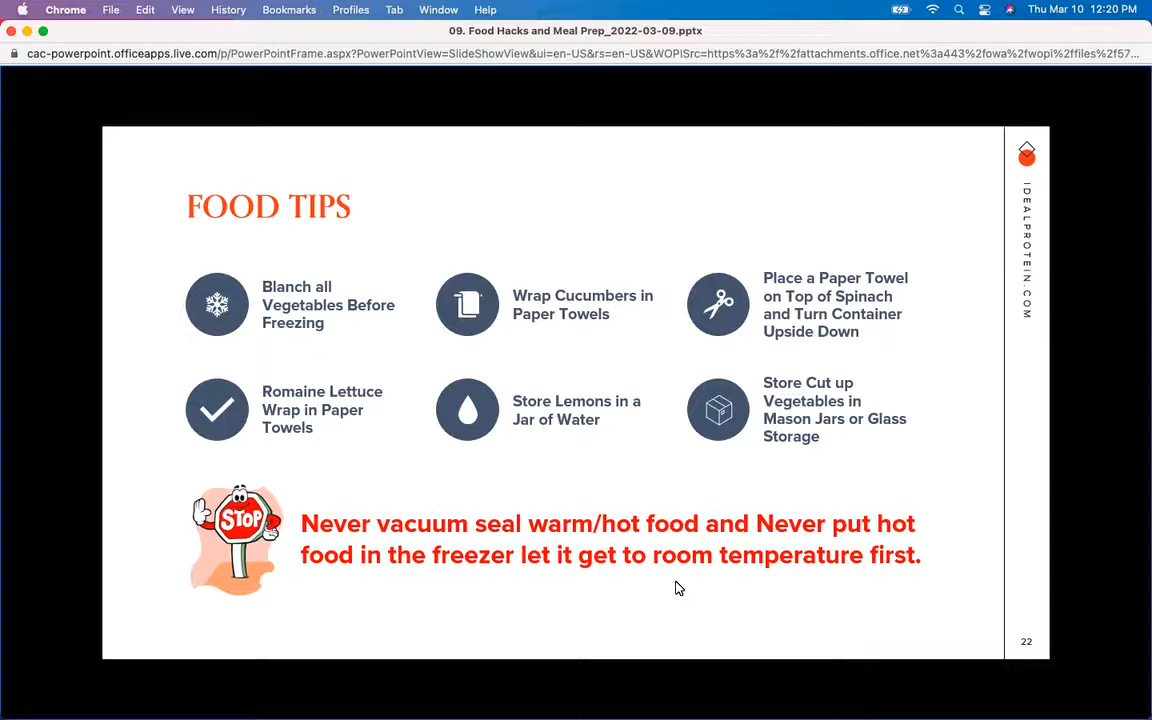 Chrome File Edit View History Bookmarks Profiles Tab Window Help Thu Mar 10 12:20 PM
09. Food Hacks and Meal Prep_2022-03-09.pptx
cac-powerpoint.officeapps.live.com/p/PowerPointFrame.aspx?PowerPointView=SlideShowView&ui=en-US&rs=en-US&WOPISrc=https%3a%2f%2fattachments.office.net%3a443%2fowa%2fwopi%2ffiles%2f57...
FOOD TIPS
Blanch all
Vegetables Before
Freezing
Wrap Cucumbers in
Paper Towels
Place a Paper Towel
on Top of Spinach
and Turn Container
Upside Down
Romaine Lettuce
Wrap in Paper
Towels
Store Lemons in a
Jar of Water
Store Cut up
Vegetables in
Mason Jars or Glass
Storage
STOP
Never vacuum seal warm/hot food and Never put hot
food in the freezer let it get to room temperature first.
IDEALPROTEIN.COM
22